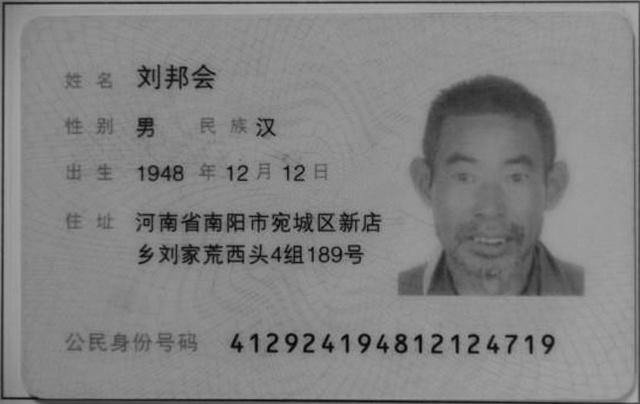 姓名 刘邦会
性别 男 民族 汉
出生 1948 年 12 月 12 日
住址 河南省南阳市宛城区新店
乡刘家荒西头4组189号
公民身份号码 412924194812124719